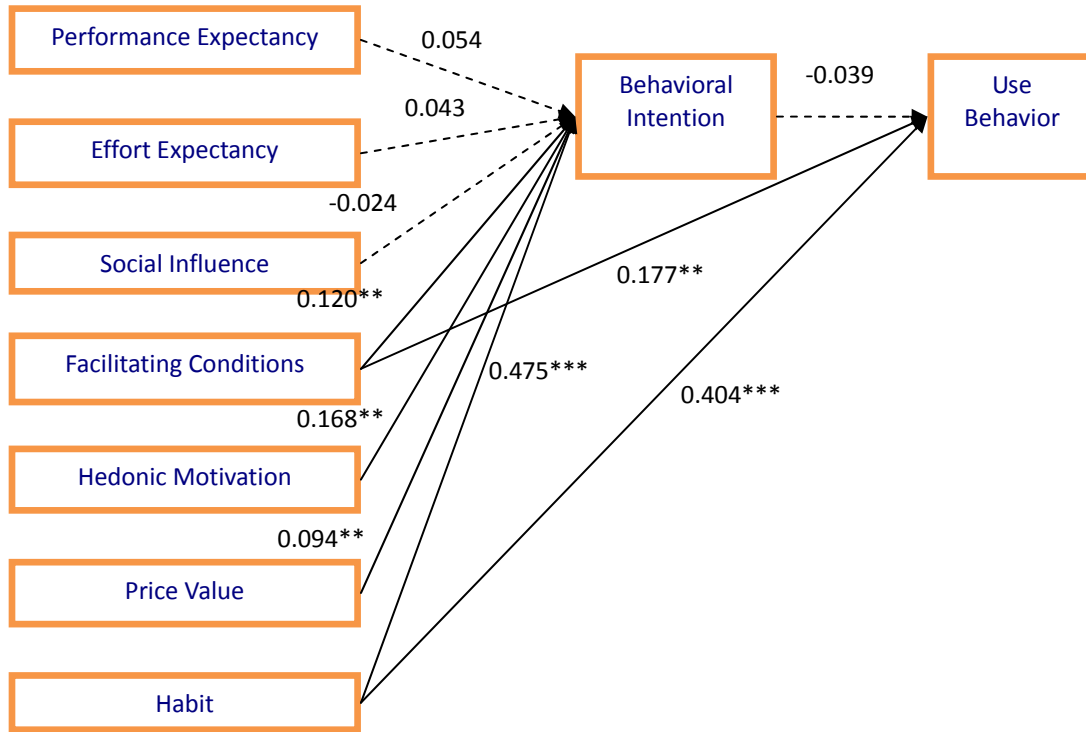 Performance Expectancy
0.054
Behavioral
Intention
-0.039
Use
Behavior
0.043
Effort Expectancy
-0.024
Social Influence
0.120**
0.177**
Facilitating Conditions
0.475***
0.404***
0.168**
Hedonic Motivation
0.094**
Price Value
Habit